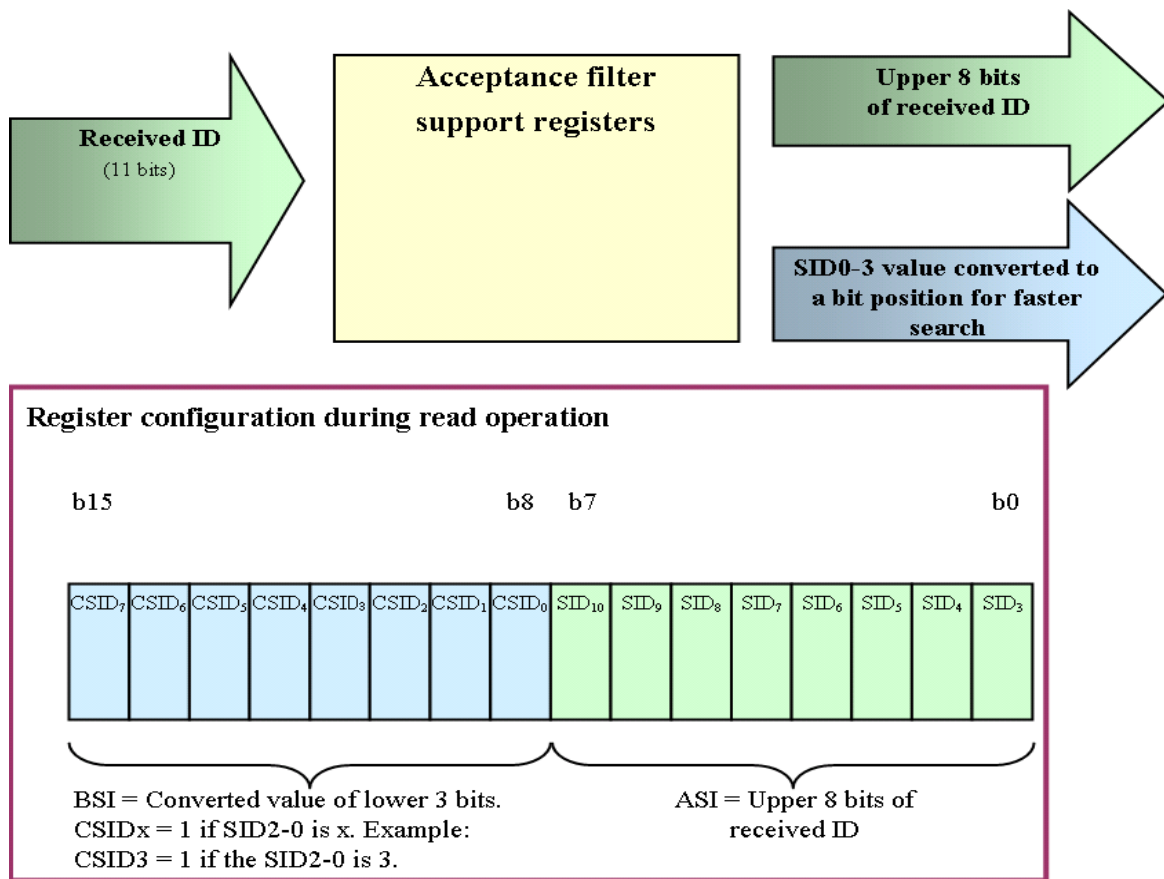 Received ID
(11 bits)
Acceptance filter
support registers
Upper 8 bits
of received ID
SID0-3 value converted to
a bit position for faster
search
Register configuration during read operation
b15 b8 b7 b0
CSID₇ CSID₆ CSID₅ CSID₄ CSID₃ CSID₂ CSID₁ CSID₀ SID₁₀ SID₉ SID₈ SID₇ SID₆ SID₅ SID₄ SID₃
BSI = Converted value of lower 3 bits.
CSIDx = 1 if SID2-0 is x. Example:
CSID3 = 1 if the SID2-0 is 3.
ASI = Upper 8 bits of
received ID